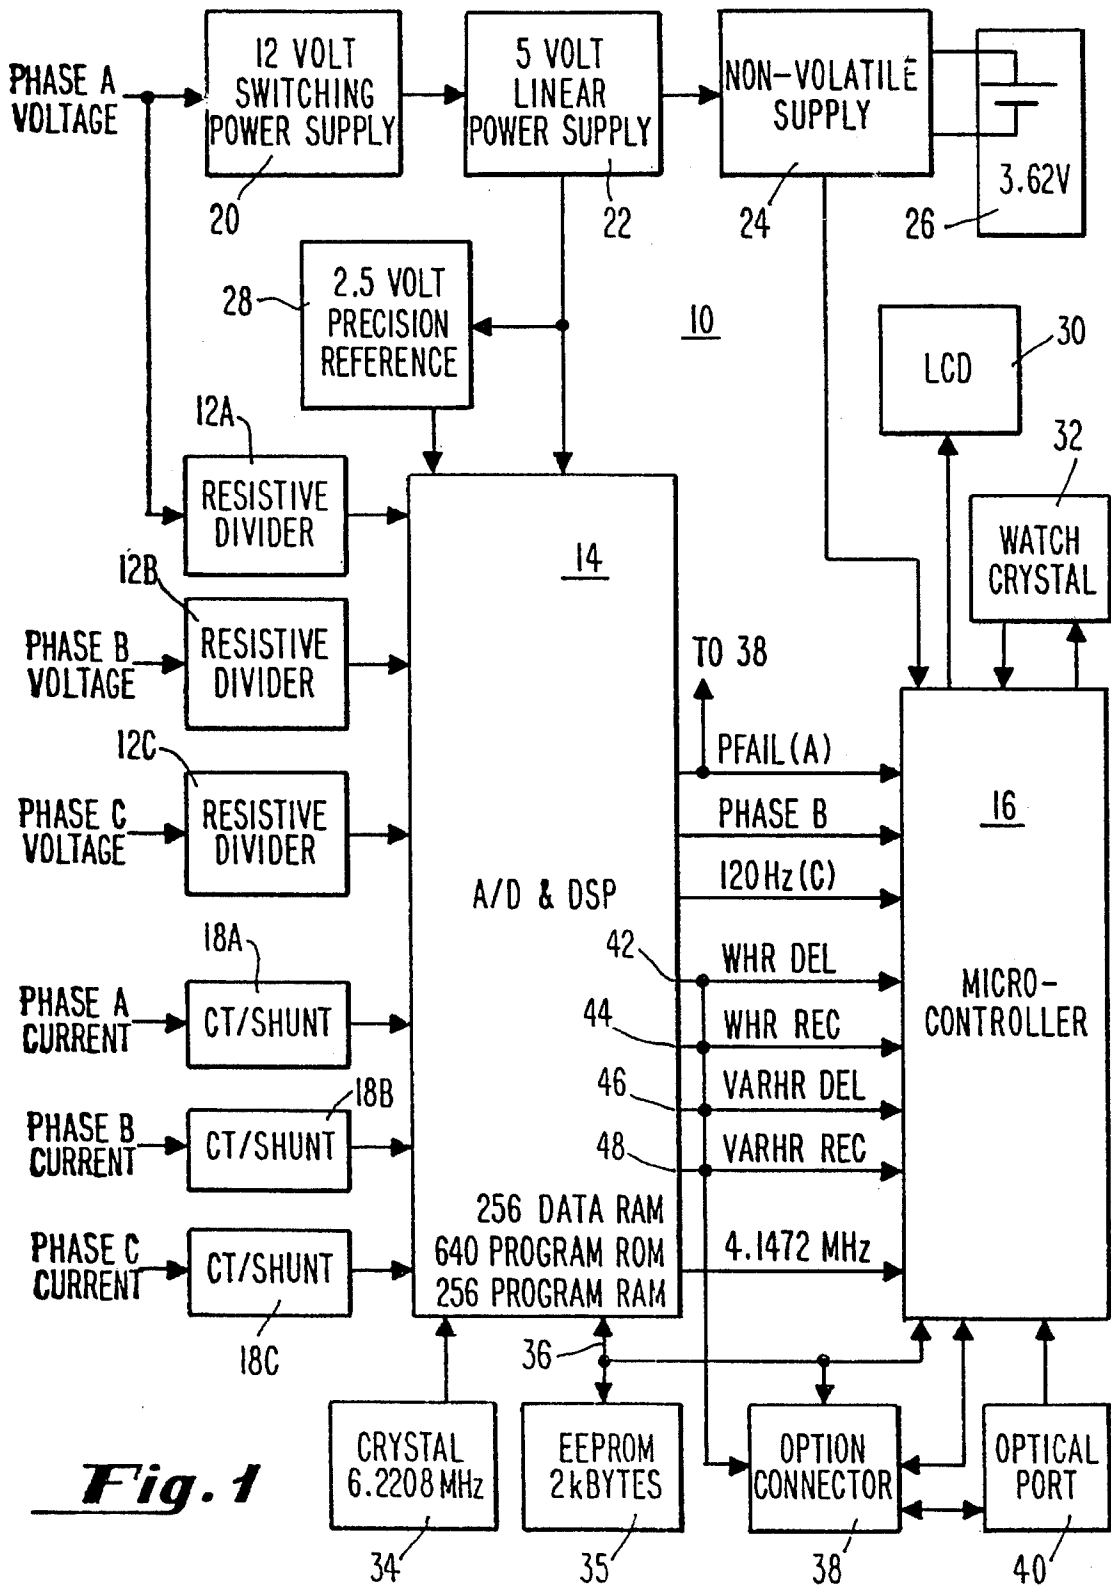 PHASE A
VOLTAGE
12 VOLT
SWITCHING
POWER SUPPLY
20
5 VOLT
LINEAR
POWER SUPPLY
22
NON-VOLATILE
SUPPLY
24
3.62V
26
28
2.5 VOLT
PRECISION
REFERENCE
10
LCD
30
32
WATCH
CRYSTAL
12A
RESISTIVE
DIVIDER
12B
PHASE B
VOLTAGE
RESISTIVE
DIVIDER
12C
PHASE C
VOLTAGE
RESISTIVE
DIVIDER
18A
PHASE A
CURRENT
CT/SHUNT
18B
PHASE B
CURRENT
CT/SHUNT
PHASE C
CURRENT
CT/SHUNT
18C
14
A/D & DSP
256 DATA RAM
640 PROGRAM ROM
256 PROGRAM RAM
TO 38
PFAIL(A)
PHASE B
120Hz(C)
42
WHR DEL
44
WHR REC
46
VARHR DEL
48
VARHR REC
4.1472 MHz
16
MICRO-
CONTROLLER
36
CRYSTAL
6.2208MHz
34
EEPROM
2kBYTES
35
OPTION
CONNECTOR
38
OPTICAL
PORT
40
Fig. 1